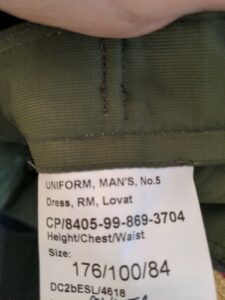 UNIFORM, MAN'S, No.5
Dress, RM, Lovat
CP/8405-99-869-3704
Height/Chest/Waist
Size:
176/100/84
DC2bESL/4618